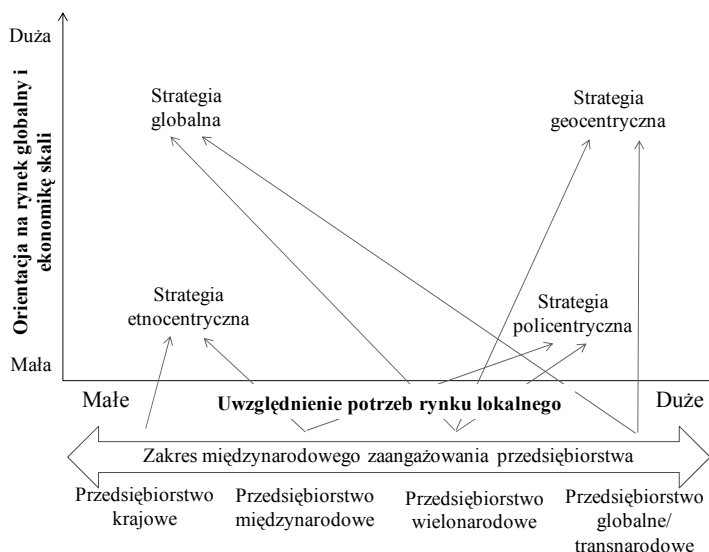 Duża
Orientacja na rynek globalny i
ekonomikę skali
Strategia
globalna
Strategia
geocentryczna
Strategia
etnocentryczna
Strategia
policentryczna
Mała
Małe
Uwzględnienie potrzeb rynku lokalnego
Duże
Zakres międzynarodowego zaangażowania przedsiębiorstwa
Przedsiębiorstwo
krajowe
Przedsiębiorstwo
międzynarodowe
Przedsiębiorstwo
wielonarodowe
Przedsiębiorstwo
globalne/
transnarodowe